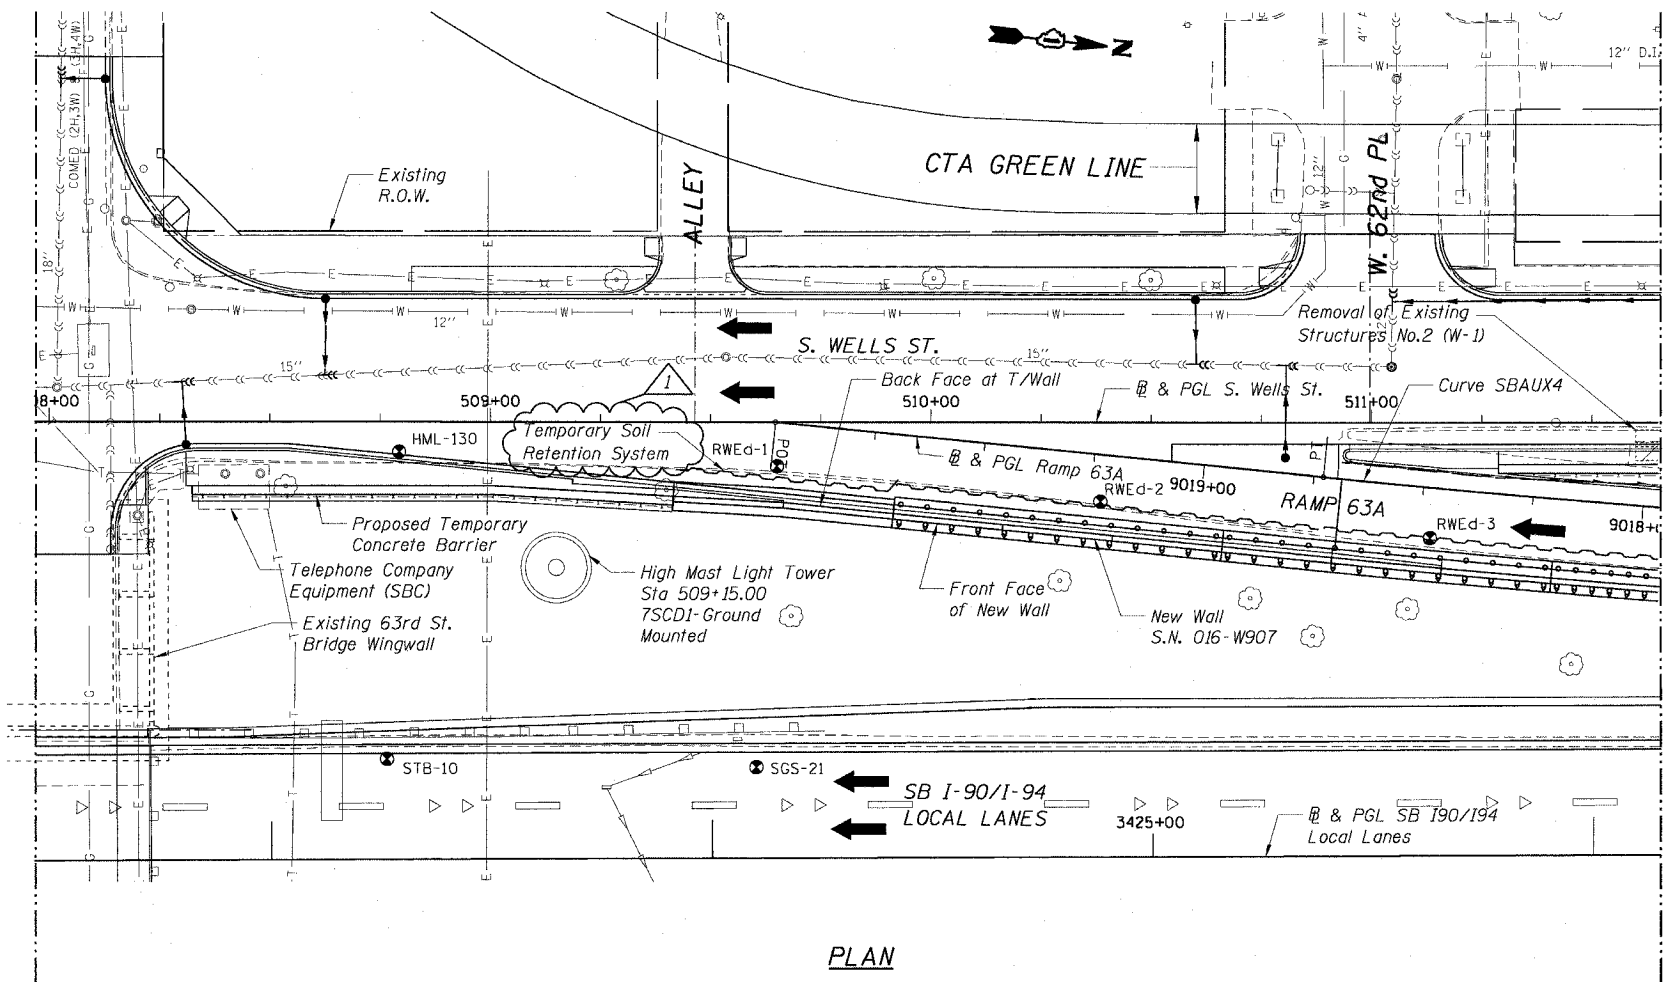 COMED (2H,3W) & (3H,4W)
N
4"
12" D.I.
Existing
R.O.W.
ALLEY
CTA GREEN LINE
12"
W. 62nd PL
18"
12"
12"
Removal of Existing
Structures No.2 (W-1)
S. WELLS ST.
15"
15"
1
Back Face at T/Wall
℄ & PGL S. Wells St.
Curve SBAUX4
509+00
510+00
511+00
HML-130
Temporary Soil
Retention System
RWEd-1
POT
℄ & PGL Ramp 63A
RWEd-2
9019+00
PT
RAMP 63A
RWEd-3
Proposed Temporary
Concrete Barrier
Telephone Company
Equipment (SBC)
Existing 63rd St.
Bridge Wingwall
High Mast Light Tower
Sta 509+15.00
7SCD1-Ground
Mounted
Front Face
of New Wall
New Wall
S.N. 016-W907
STB-10
SGS-21
SB I-90/I-94
LOCAL LANES
3425+00
℄ & PGL SB I90/I94
Local Lanes
PLAN